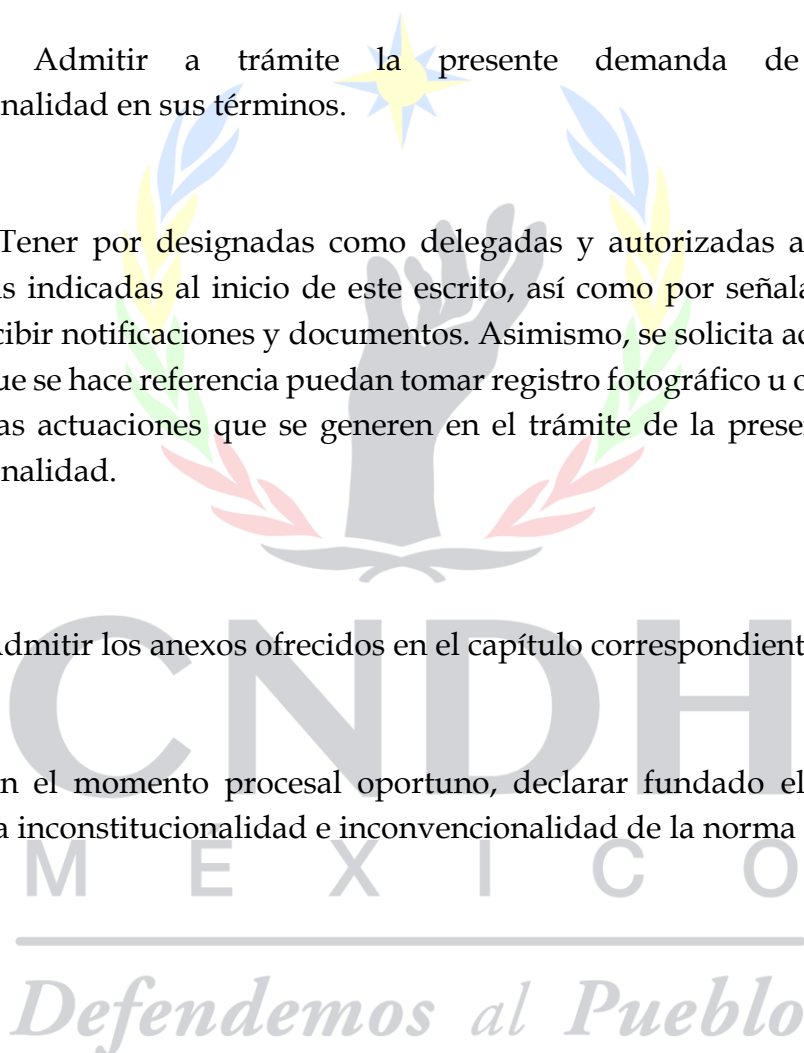 Admitir a trámite la presente demanda de
nalidad en sus términos.
Tener por designadas como delegadas y autorizadas a
s indicadas al inicio de este escrito, así como por señala
cibir notificaciones y documentos. Asimismo, se solicita ac
ue se hace referencia puedan tomar registro fotográfico u o
as actuaciones que se generen en el trámite de la presen
nalidad.
Admitir los anexos ofrecidos en el capítulo correspondient
n el momento procesal oportuno, declarar fundado el
a inconstitucionalidad e inconvencionalidad de la norma
CNDH
MÉXICO
Defendemos al Pueblo